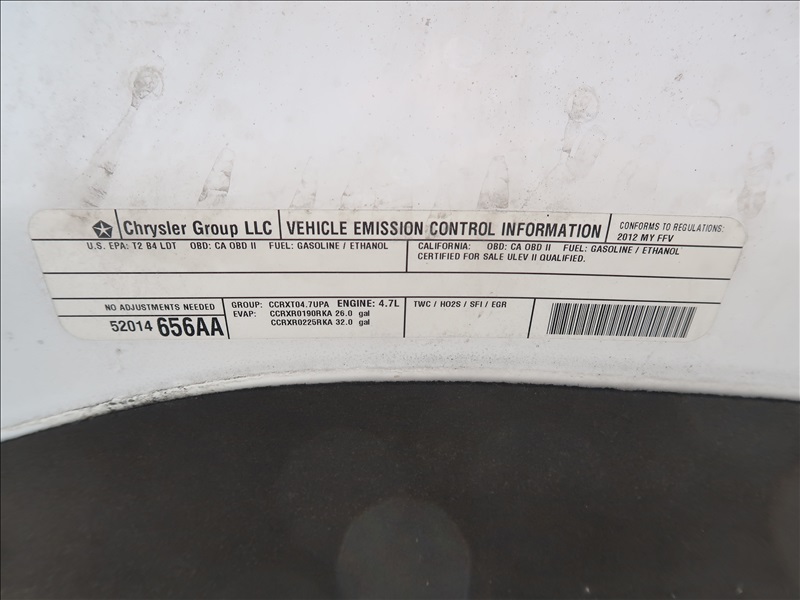 Chrysler Group LLC
VEHICLE EMISSION CONTROL INFORMATION
CONFORMS TO REGULATIONS:
2012 MY FFV
U.S. EPA: T2 B4 LDT OBD: CA OBD II FUEL: GASOLINE / ETHANOL
CALIFORNIA: OBD: CA OBD II FUEL: GASOLINE / ETHANOL
CERTIFIED FOR SALE ULEV II QUALIFIED.
NO ADJUSTMENTS NEEDED
52014 656AA
GROUP: CCRXT04.7UPA ENGINE: 4.7L
EVAP: CCRXR0190RKA 26.0 gal
CCRXR0225RKA 32.0 gal
TWC / HO2S / SFI / EGR